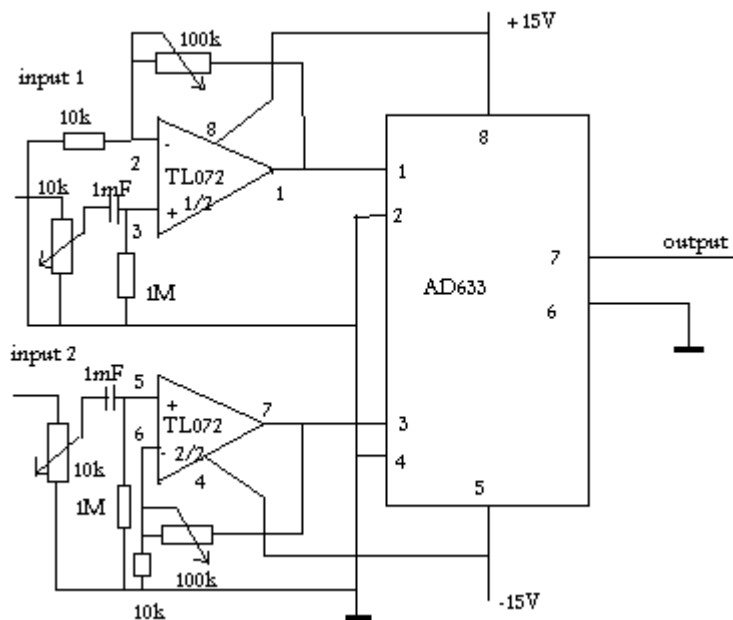 +15V
100k
input 1
10k
8
8
-
2
TL072
1
1
10k
1mF
+
1/2
2
3
output
7
1M
AD633
6
input 2
1mF
5
+
7
TL072
3
6
-
2/2
4
10k
4
5
1M
100k
-15V
10k